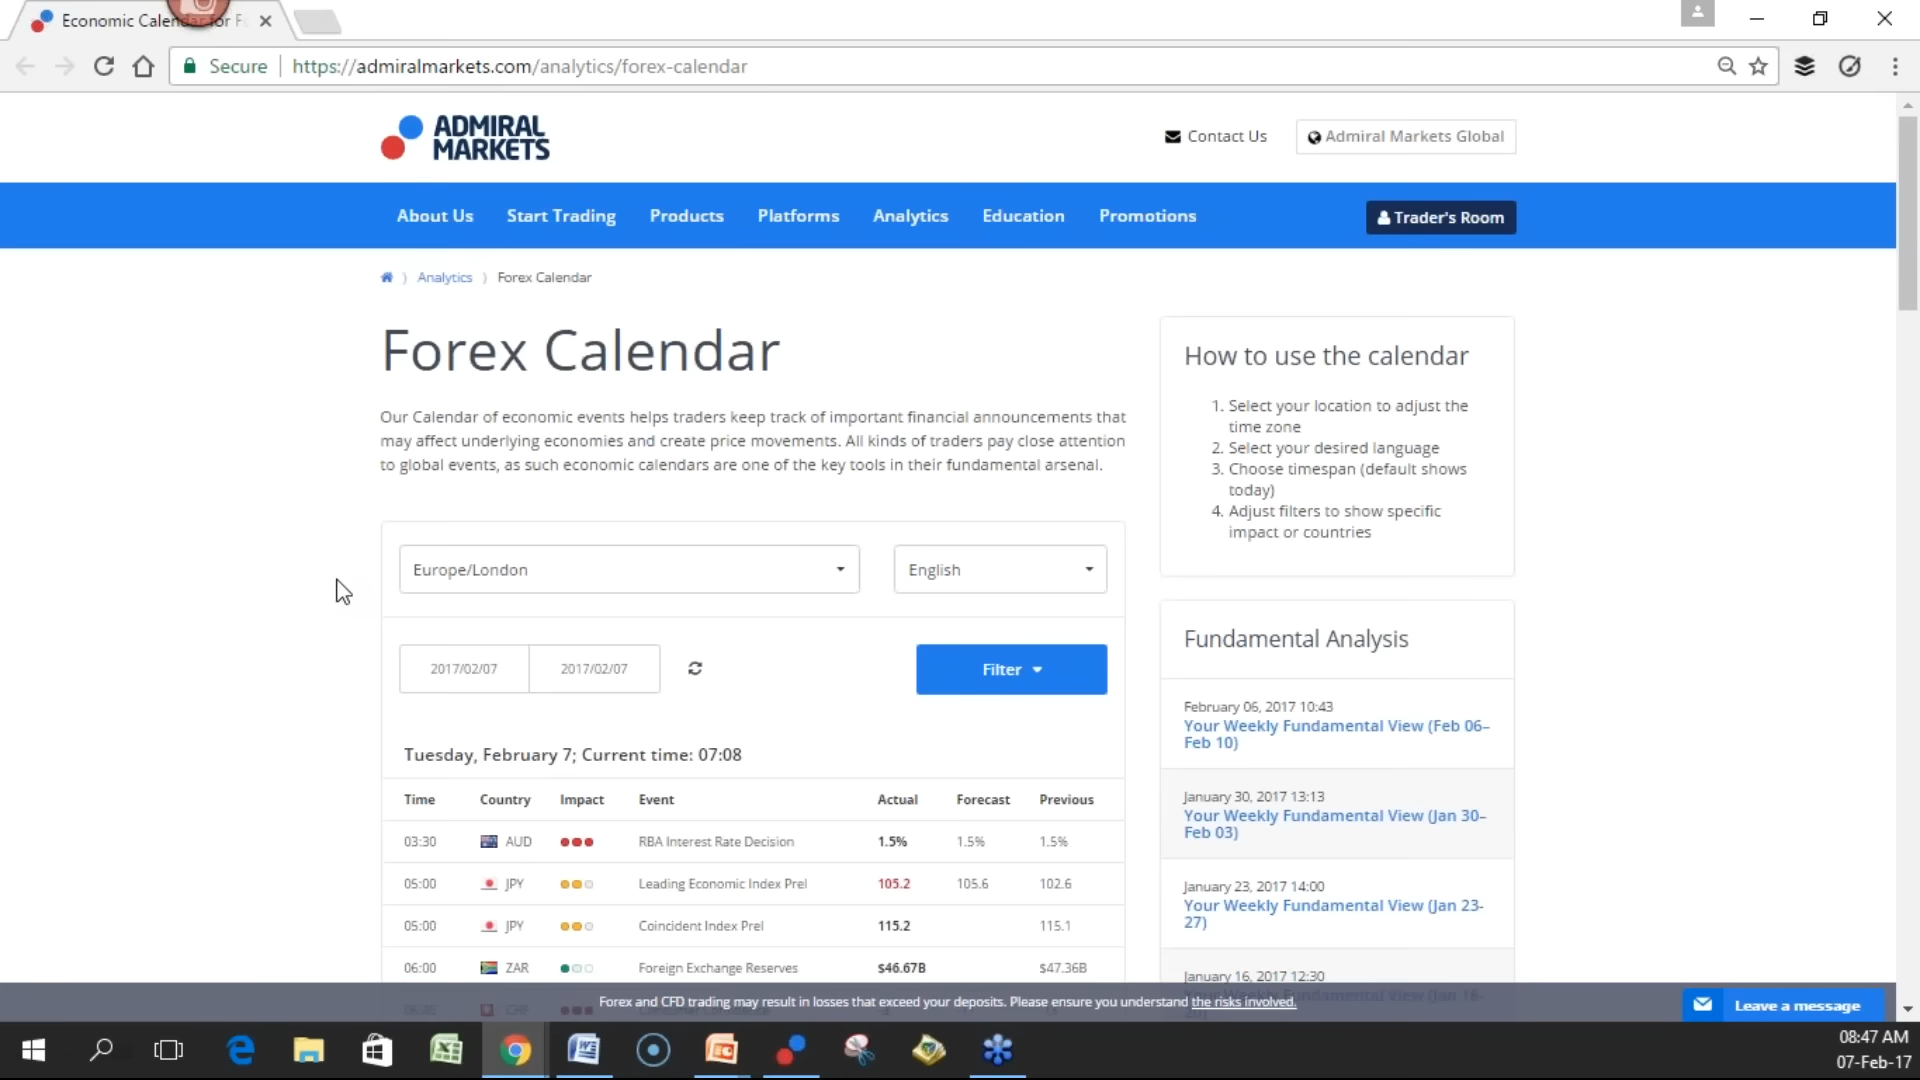 Economic Calendar for F
Secure
https://admiralmarkets.com/analytics/forex-calendar
ADMIRAL
MARKETS
Contact Us
Admiral Markets Global
About Us
Start Trading
Products
Platforms
Analytics
Education
Promotions
Trader's Room
Analytics
Forex Calendar
Forex Calendar
Our Calendar of economic events helps traders keep track of important financial announcements that
may affect underlying economies and create price movements. All kinds of traders pay close attention
to global events, as such economic calendars are one of the key tools in their fundamental arsenal.
Europe/London
English
2017/02/07
2017/02/07
Filter
Tuesday, February 7; Current time: 07:08
Time Country Impact Event Actual Forecast Previous
03:30 AUD RBA Interest Rate Decision 1.5% 1.5% 1.5%
05:00 JPY Leading Economic Index Prel 105.2 105.6 102.6
05:00 JPY Coincident Index Prel 115.2 115.1
06:00 ZAR Foreign Exchange Reserves $46.67B $47.36B
How to use the calendar
1. Select your location to adjust the
time zone
2. Select your desired language
3. Choose timespan (default shows
today)
4. Adjust filters to show specific
impact or countries
Fundamental Analysis
February 06, 2017 10:43
Your Weekly Fundamental View (Feb 06–
Feb 10)
January 30, 2017 13:13
Your Weekly Fundamental View (Jan 30–
Feb 03)
January 23, 2017 14:00
Your Weekly Fundamental View (Jan 23-
27)
January 16, 2017 12:30
Forex and CFD trading may result in losses that exceed your deposits. Please ensure you understand the risks involved.
Leave a message
08:47 AM
07-Feb-17